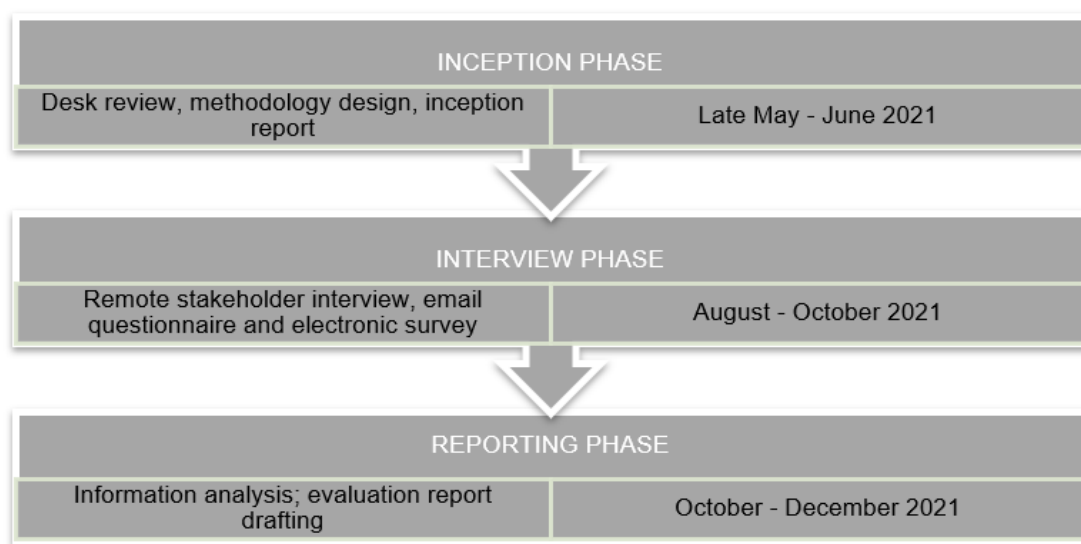 INCEPTION PHASE
Desk review, methodology design, inception
report
Late May - June 2021
INTERVIEW PHASE
Remote stakeholder interview, email
questionnaire and electronic survey
August - October 2021
REPORTING PHASE
Information analysis; evaluation report
drafting
October - December 2021